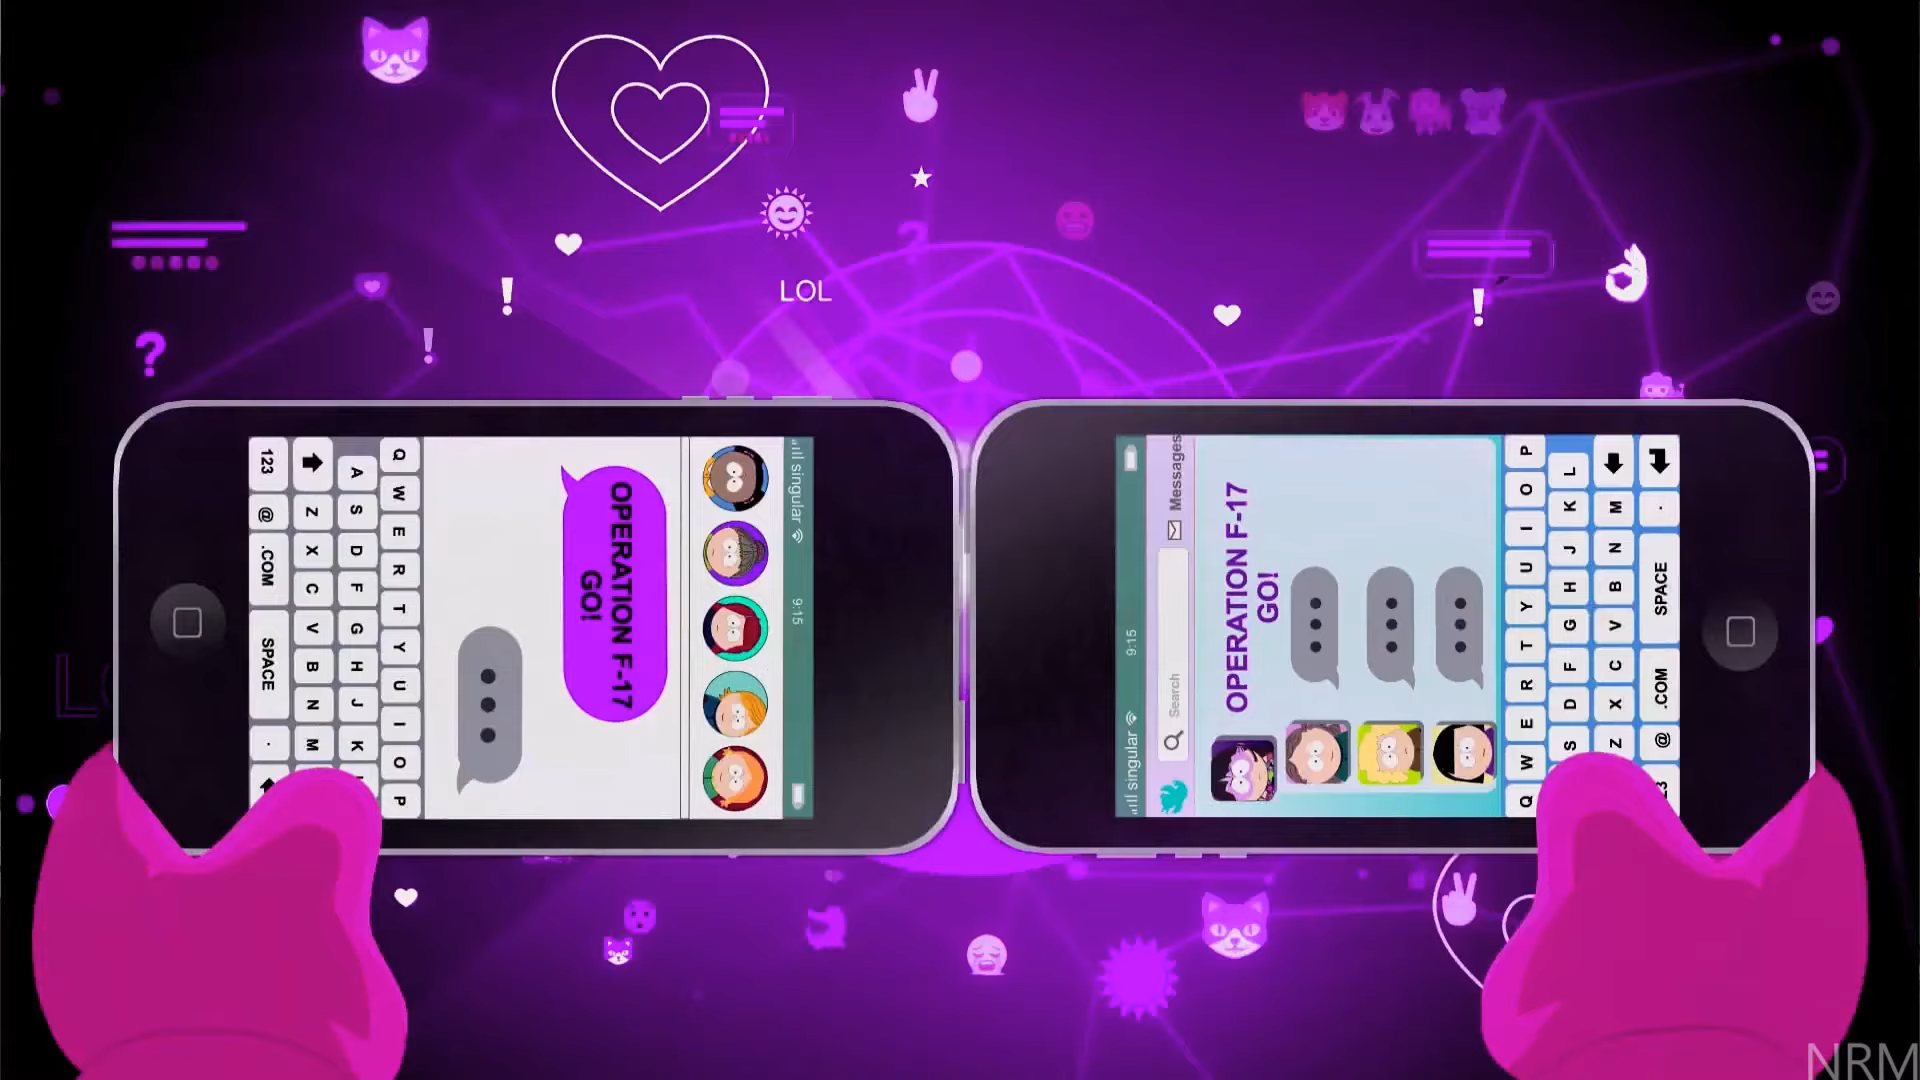 LOL
singular
9:15
OPERATION F-17
GO!
Q W E R T Y U I O P
A S D F G H J K
Z X C V B N M
123 @ .COM SPACE .
singular
9:15
Messages
Search
OPERATION F-17
GO!
Q W E R T Y U I O P
S D F G H J K L
Z X C V B N M
@ .COM SPACE .
NRM